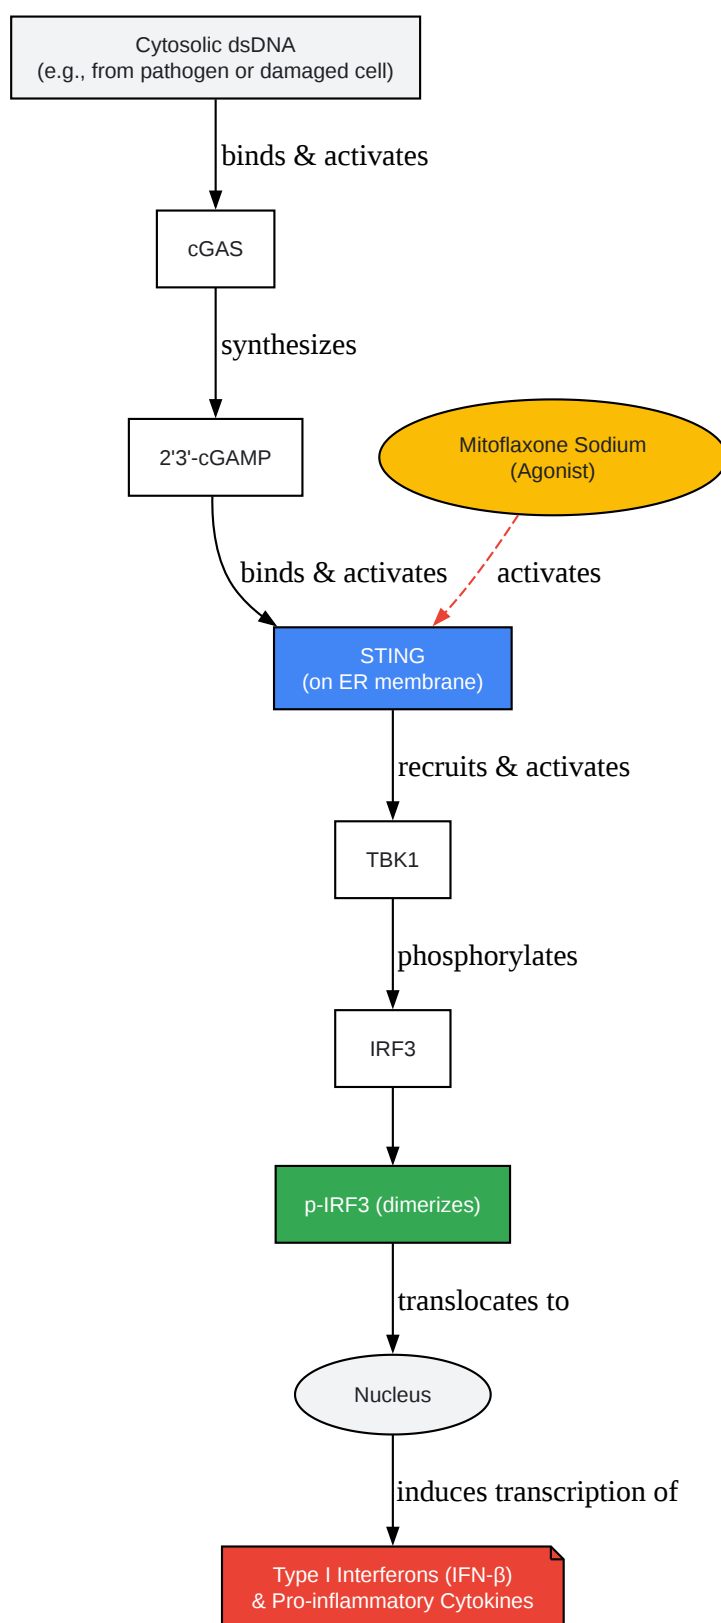 Cytosolic dsDNA
(e.g., from pathogen or damaged cell)
binds & activates
cGAS
synthesizes
2'3'-cGAMP
Mitoflaxone Sodium
(Agonist)
binds & activates
activates
STING
(on ER membrane)
recruits & activates
TBK1
phosphorylates
IRF3
p-IRF3 (dimerizes)
translocates to
Nucleus
induces transcription of
Type I Interferons (IFN-β)
& Pro-inflammatory Cytokines